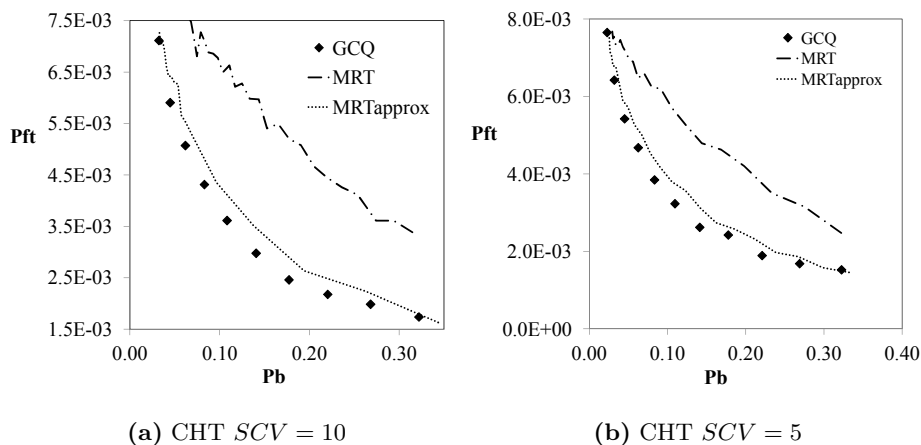 7.5E-03
6.5E-03
5.5E-03
4.5E-03
3.5E-03
2.5E-03
1.5E-03
Pft
0.00 0.10 0.20 0.30
Pb
GCQ
MRT
MRTapprox
(a) CHT SCV = 10
8.0E-03
6.0E-03
4.0E-03
2.0E-03
0.0E+00
Pft
0.00 0.10 0.20 0.30 0.40
Pb
GCQ
MRT
MRTapprox
(b) CHT SCV = 5